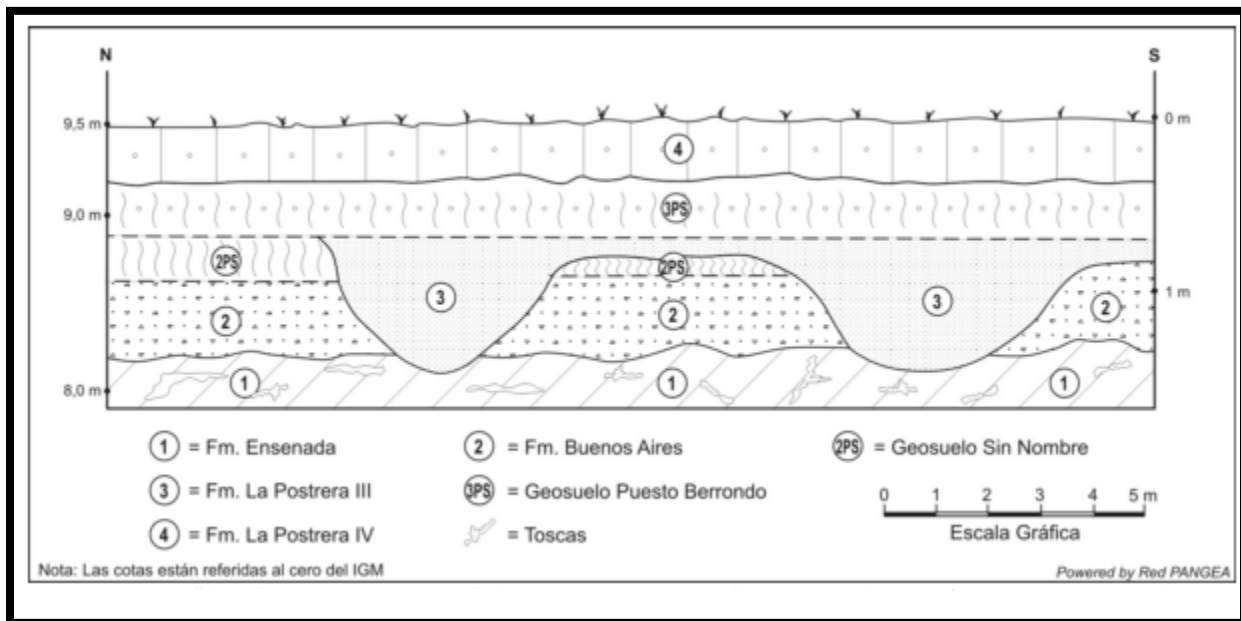 N
S
9,5 m
0 m
4
9,0 m
3PS
2PS
2PS
3
3
2
2
2
1 m
8,0 m
1
1
1
1 = Fm. Ensenada
2 = Fm. Buenos Aires
2PS = Geosuelo Sin Nombre
3 = Fm. La Postrera III
3PS = Geosuelo Puesto Berrondo
0 1 2 3 4 5 m
4 = Fm. La Postrera IV
= Toscas
Escala Gráfica
Nota: Las cotas están referidas al cero del IGM
Powered by Red PANGEA